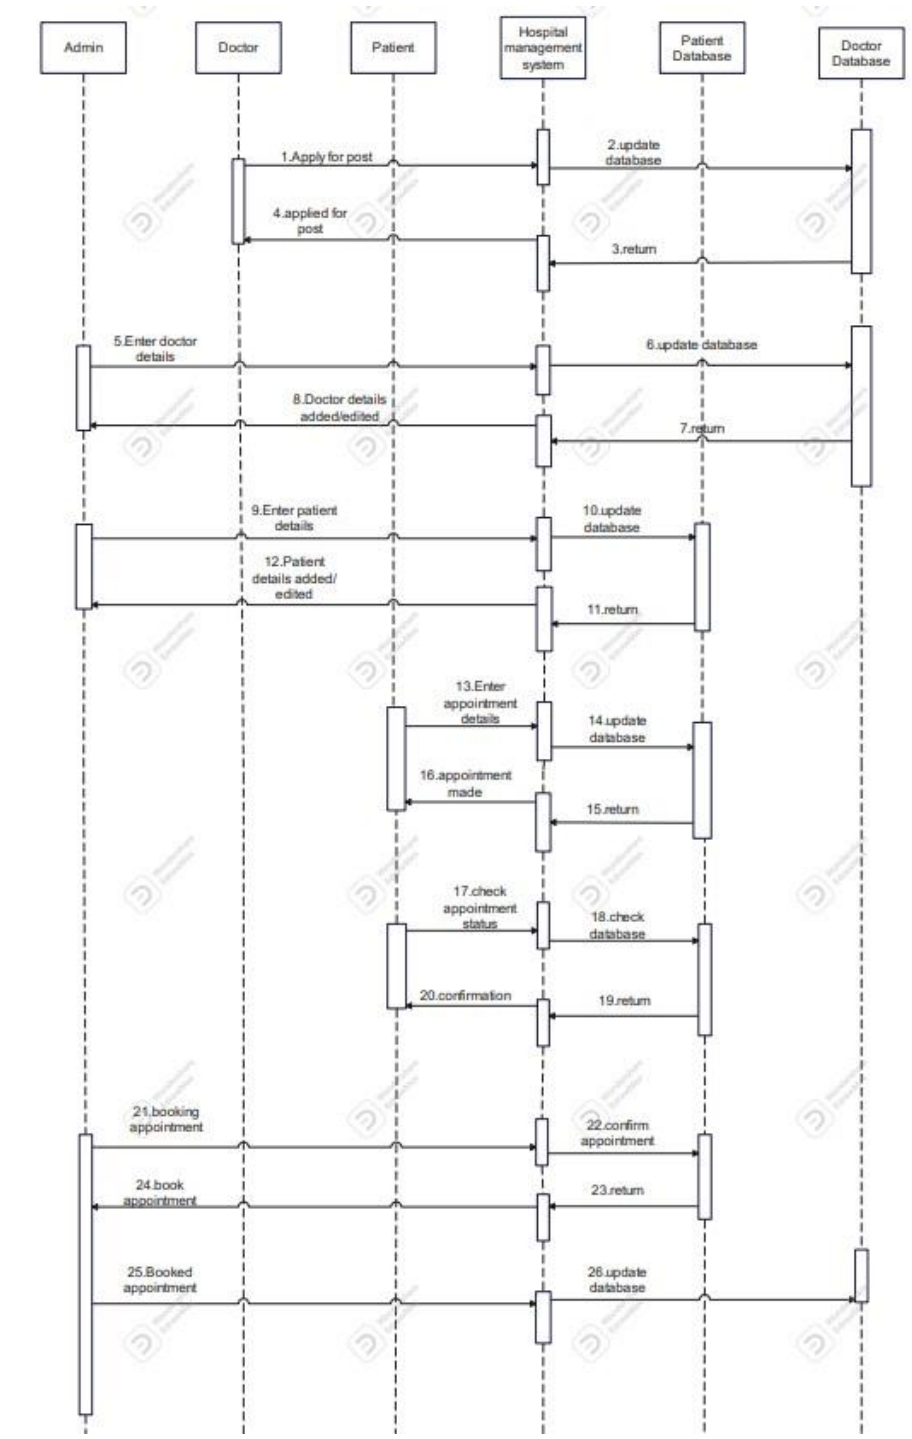 Admin
Doctor
Patient
Hospital
management
system
Patient
Database
Doctor
Database
1.Apply for post
2.update
database
4.applied for
post
3.return
5.Enter doctor
details
6.update database
8.Doctor details
added/edited
7.return
9.Enter patient
details
10.update
database
12.Patient
details added/
edited
11.return
13.Enter
appointment
details
14.update
database
16.appointment
made
15.return
17.check
appointment
status
18.check
database
20.confirmation
19.return
21.booking
appointment
22.confirm
appointment
24.book
appointment
23.return
25.Booked
appointment
26.update
database